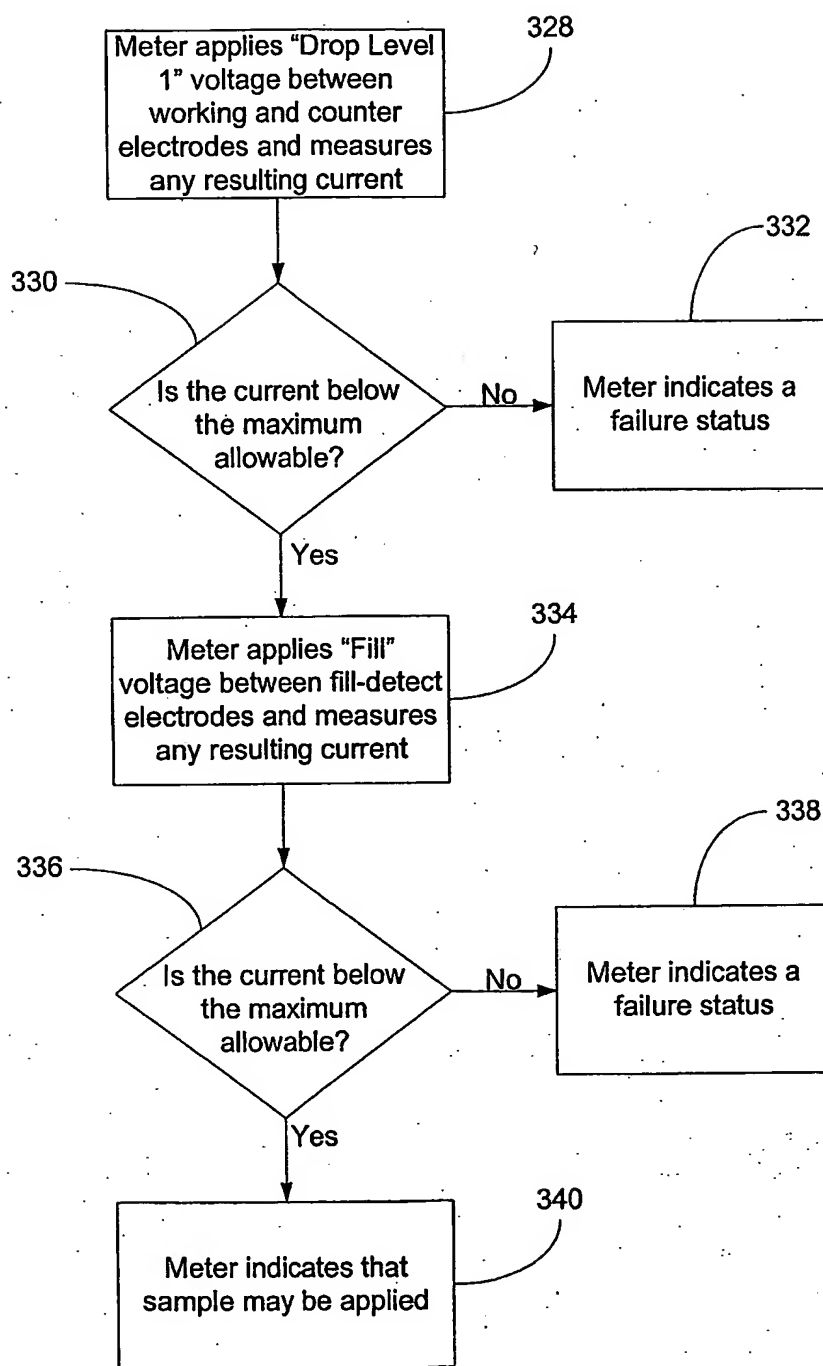 Meter applies “Drop Level
1” voltage between
working and counter
electrodes and measures
any resulting current
328
330
Is the current below
the maximum
allowable?
No
332
Meter indicates a
failure status
Yes
Meter applies “Fill”
voltage between fill-detect
electrodes and measures
any resulting current
334
336
Is the current below
the maximum
allowable?
No
338
Meter indicates a
failure status
Yes
Meter indicates that
sample may be applied
340